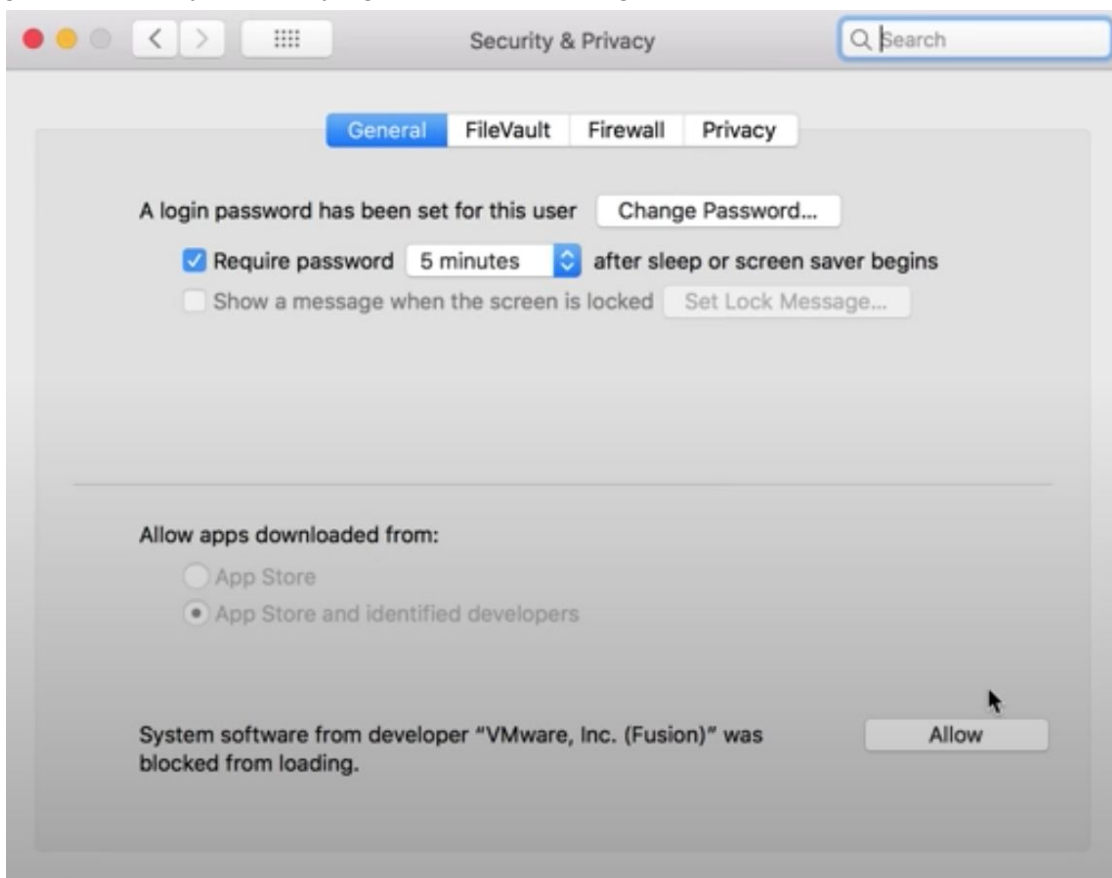 Security & Privacy
Search
General FileVault Firewall Privacy
A login password has been set for this user Change Password...
Require password 5 minutes after sleep or screen saver begins
Show a message when the screen is locked Set Lock Message...
Allow apps downloaded from:
App Store
App Store and identified developers
System software from developer “VMware, Inc. (Fusion)” was
blocked from loading.
Allow